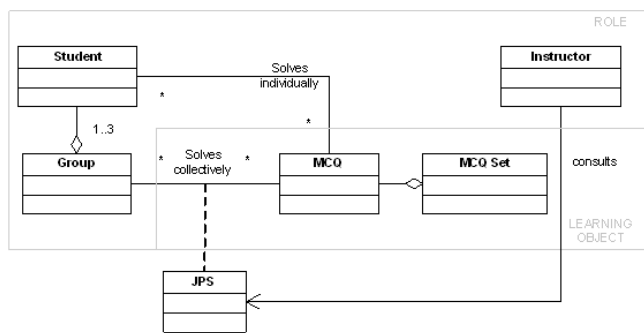 ROLE
Student
Instructor
Solves
individually
*
*
1..3
Group
*
Solves
collectively
*
MCQ
MCQ Set
consults
LEARNING
OBJECT
JPS